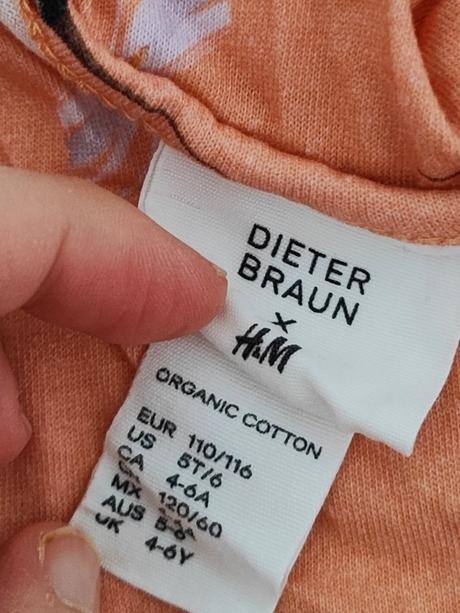 DIETER
BRAUN
x
H&M
ORGANIC COTTON
EUR 110/116
US 5T/6
CA 4-6A
MX 120/60
AUS
UK 4-6Y